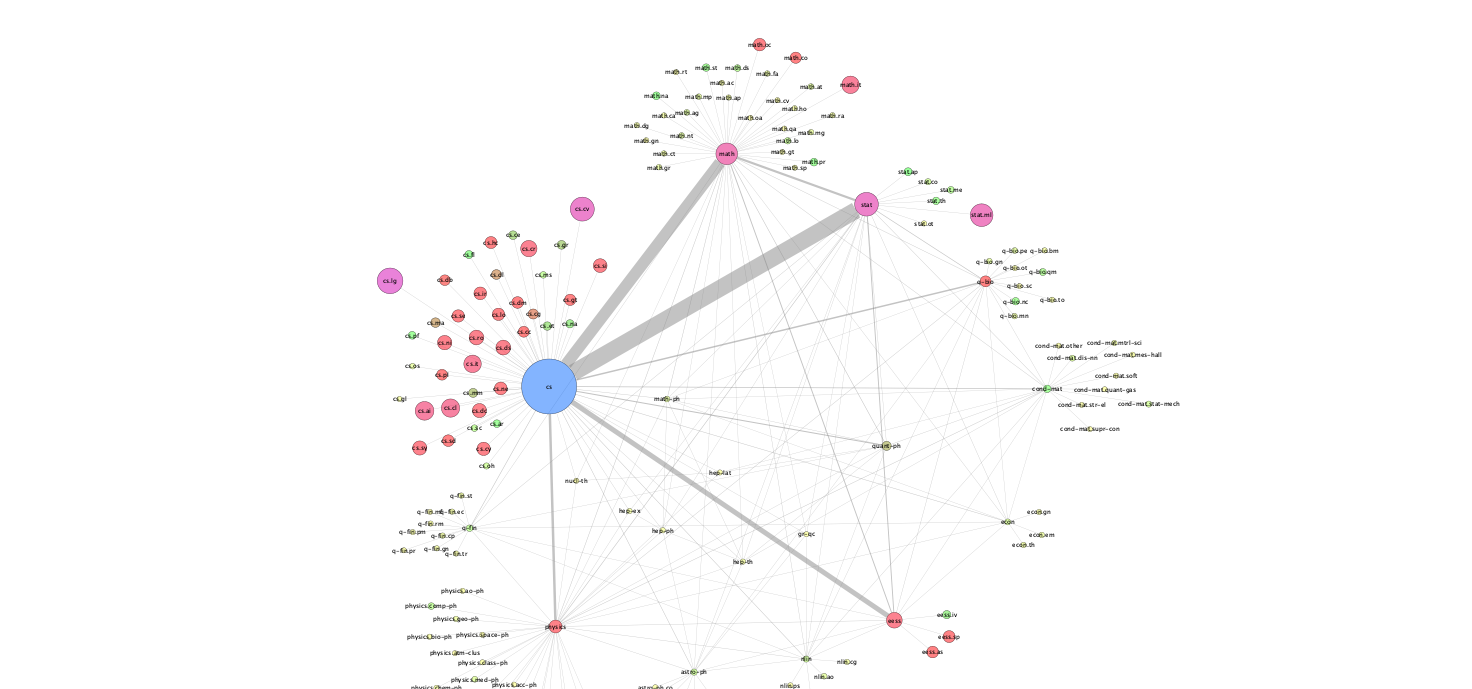 math.oc
math.co
math.rt
math.st
math.ds
math.fa
math.ac
math.at
math.it
math.na
math.mp
math.ap
math.cv
math.ho
math.ca
math.ag
math.oa
math.ra
math.dg
math.nt
math.qa
math.mg
math.gn
math.lo
math.ct
math
math.gt
math.pr
math.gr
math.sp
stat.ap
stat.co
stat.me
stat.th
stat
stat.ml
stat.ot
cs.cv
cs.ce
cs.hc
cs.cr
cs.gr
cs.fl
cs.si
cs.lg
cs.db
cs.dl
cs.ms
cs.ir
cs.dm
cs.gt
cs.se
cs.lo
cs.cg
cs.ma
cs.cc
cs.et
cs.na
cs.pf
cs.ni
cs.ro
cs.ds
cs.os
cs.it
cs.pl
cs.ne
cs
cs.gl
cs.mm
cs.ai
cs.cl
cs.dc
cs.sc
cs.ar
cs.sy
cs.sd
cs.cy
cs.oh
q-bio.pe
q-bio.bm
q-bio.gn
q-bio.ot
q-bio.qm
q-bio
q-bio.sc
q-bio.nc
q-bio.to
q-bio.mn
cond-mat.other
cond-mat.mtrl-sci
cond-mat.dis-nn
cond-mat.mes-hall
cond-mat.soft
cond-mat
cond-mat.quant-gas
cond-mat.str-el
cond-mat.stat-mech
cond-mat.supr-con
math-ph
quant-ph
hep-lat
nucl-th
hep-ex
hep-ph
gr-qc
hep-th
q-fin.st
q-fin.ec
q-fin.rm
q-fin
q-fin.pm
q-fin.cp
q-fin.pr
q-fin.gn
q-fin.tr
econ.gn
econ
econ.em
econ.th
physics.ao-ph
physics.comp-ph
physics.geo-ph
physics
physics.bio-ph
physics.space-ph
physics.atm-clus
physics.class-ph
physics.med-ph
physics.acc-ph
physics.chem-ph
eess.iv
eess
eess.sp
eess.as
nlin
nlin.cg
nlin.ao
nlin.ps
astro-ph
astro-ph.co